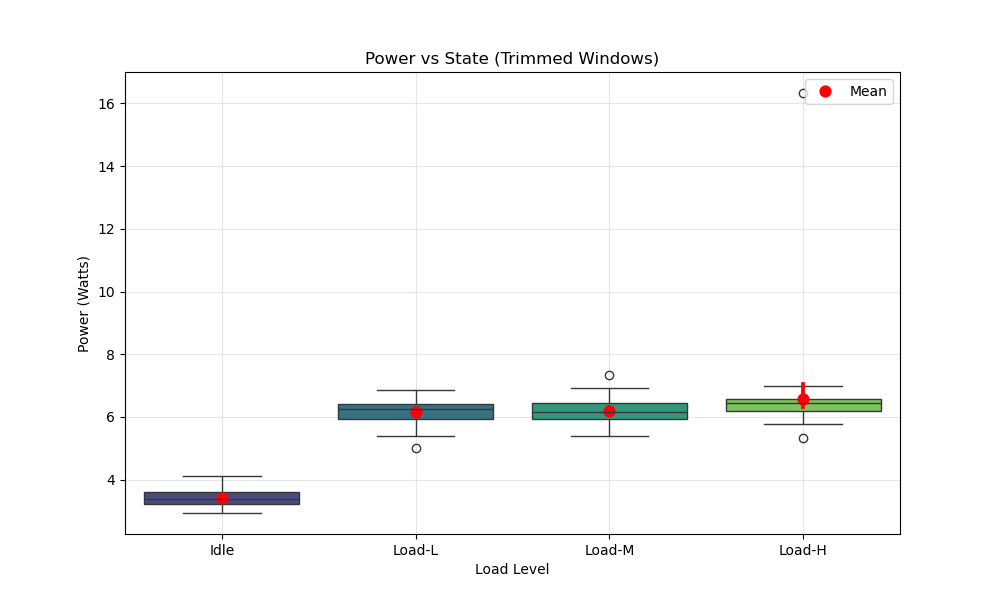 Power vs State (Trimmed Windows)
Mean
16
14
12
10
8
6
4
Power (Watts)
Idle
Load-L
Load-M
Load-H
Load Level